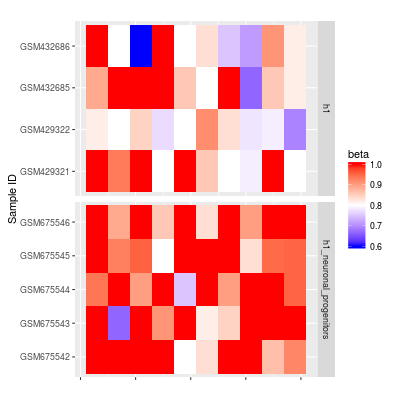 GSM432686
GSM432685
GSM429322
GSM429321
h1
GSM675546
GSM675545
GSM675544
GSM675543
GSM675542
h1_neuronal_progenitors
Sample ID
beta
1.0
0.9
0.8
0.7
0.6